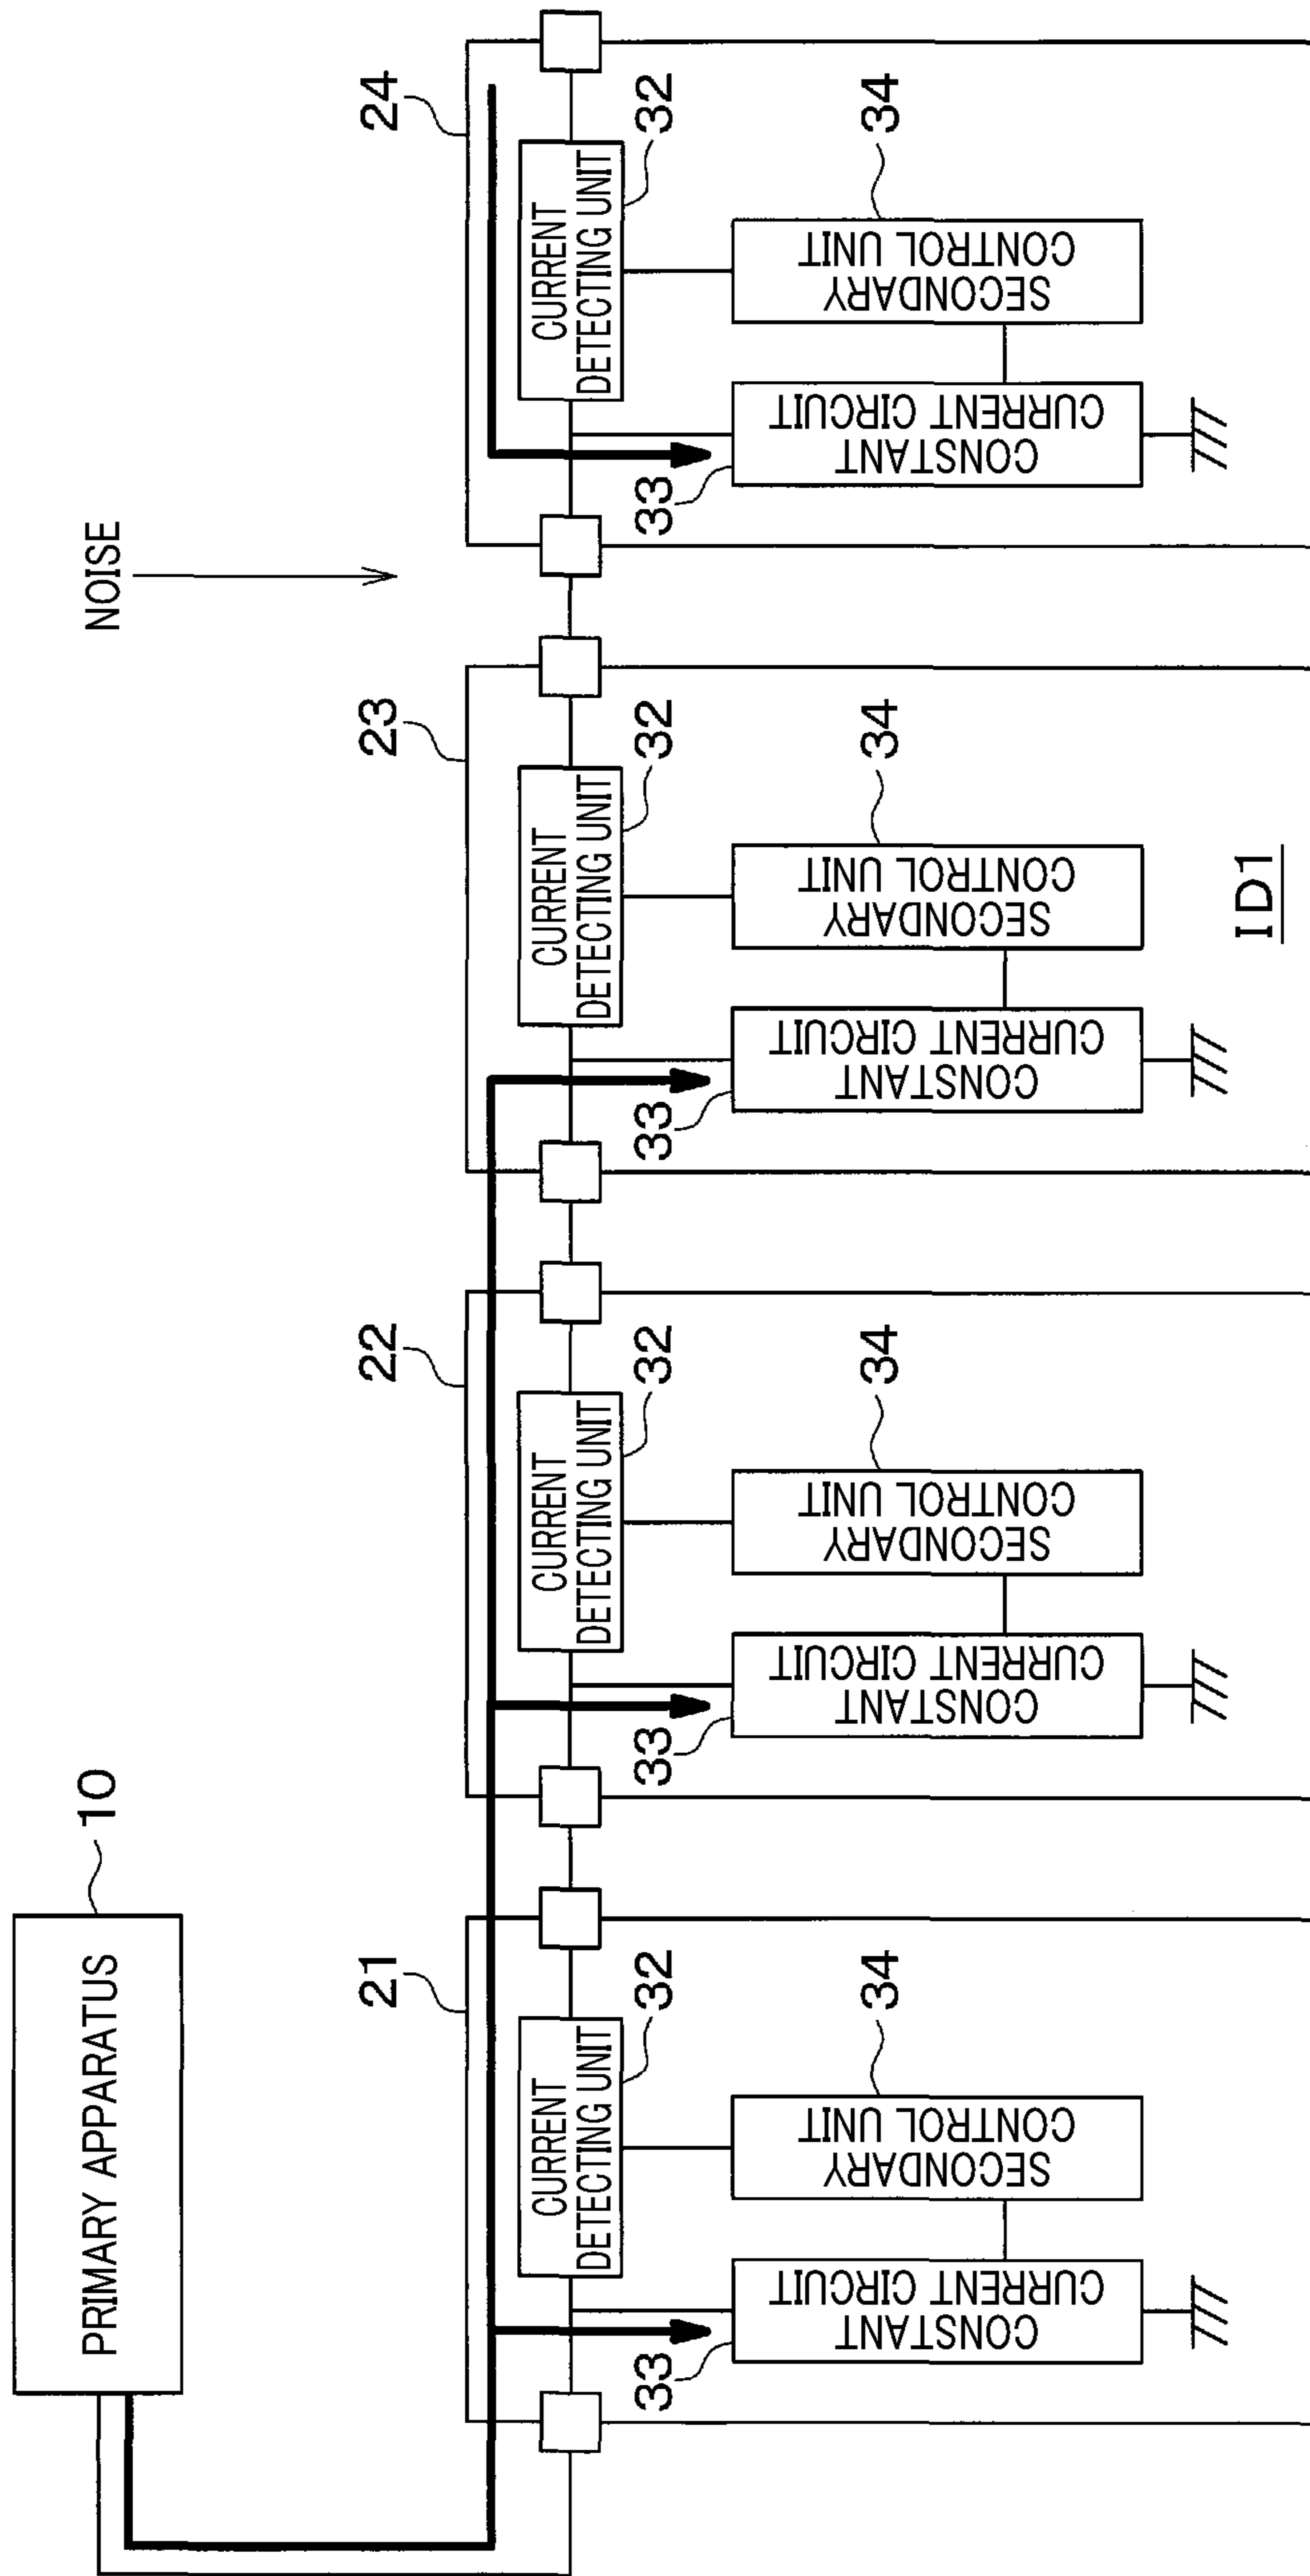 PRIMARY APPARATUS
10
NOISE
21
22
23
24
CURRENT
DETECTING UNIT
32
CURRENT
DETECTING UNIT
32
CURRENT
DETECTING UNIT
32
CURRENT
DETECTING UNIT
32
33
CONSTANT
CURRENT CIRCUIT
SECONDARY
CONTROL UNIT
34
33
CONSTANT
CURRENT CIRCUIT
SECONDARY
CONTROL UNIT
34
33
CONSTANT
CURRENT CIRCUIT
SECONDARY
CONTROL UNIT
34
33
CONSTANT
CURRENT CIRCUIT
SECONDARY
CONTROL UNIT
34
ID1